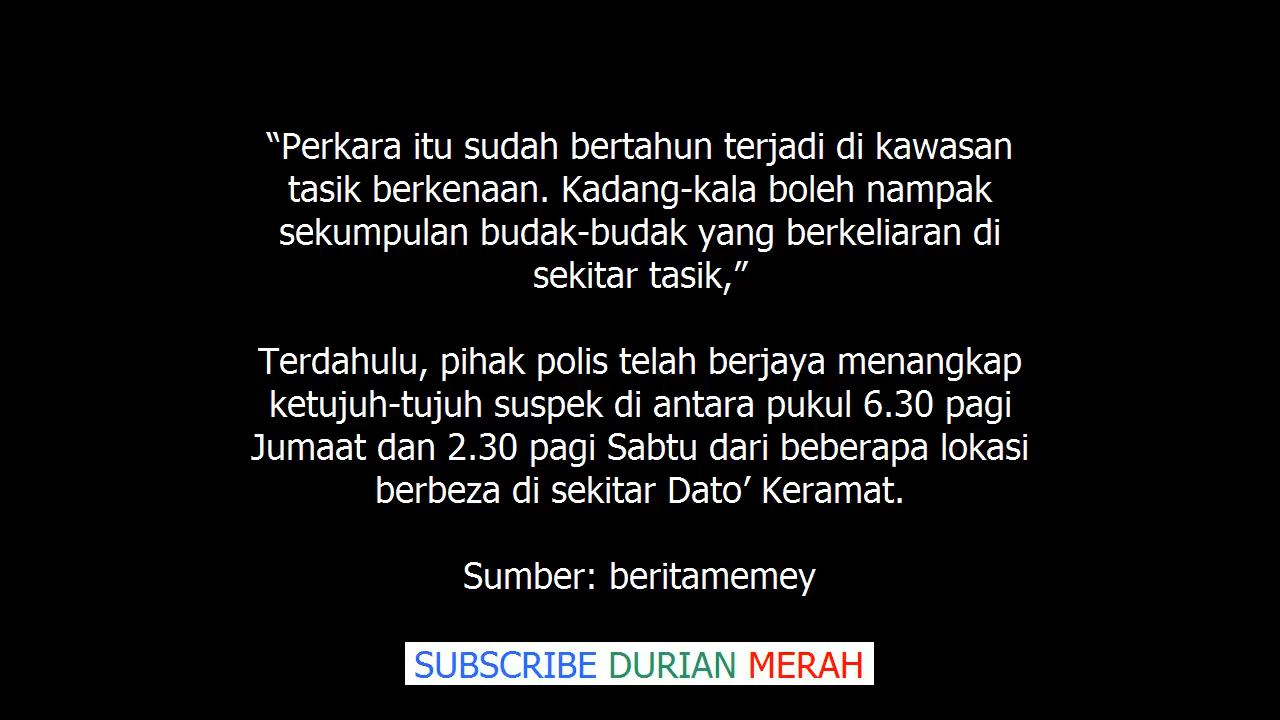 “Perkara itu sudah bertahun terjadi di kawasan
tasik berkenaan. Kadang-kala boleh nampak
sekumpulan budak-budak yang berkeliaran di
sekitar tasik,”
Terdahulu, pihak polis telah berjaya menangkap
ketujuh-tujuh suspek di antara pukul 6.30 pagi
Jumaat dan 2.30 pagi Sabtu dari beberapa lokasi
berbeza di sekitar Dato’ Keramat.
Sumber: beritamemey
SUBSCRIBE DURIAN MERAH